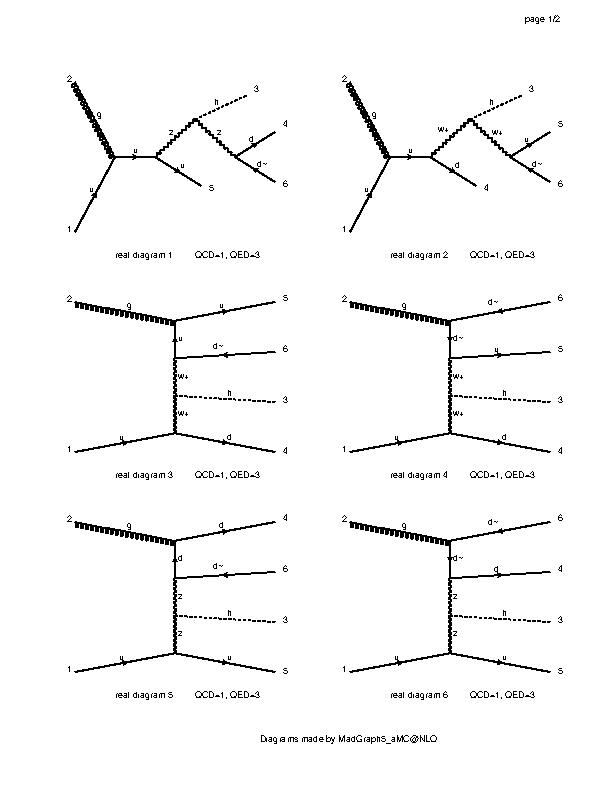 page 1/2
2 g h 3
z z d 4
u d~ 6
1 u u 5
real diagram 1 QCD=1, QED=3
2 g h 3
w+ w+ u 5
u d~ 6
1 u d 4
real diagram 2 QCD=1, QED=3
2 g u 5
u d~ 6
w+ h 3
w+
1 u d 4
real diagram 3 QCD=1, QED=3
2 g d~ 6
d~ u 5
w+ h 3
w+
1 u d 4
real diagram 4 QCD=1, QED=3
2 g d 4
d d~ 6
z h 3
z
1 u u 5
real diagram 5 QCD=1, QED=3
2 g d~ 6
d~ d 4
z h 3
z
1 u u 5
real diagram 6 QCD=1, QED=3
Diagrams made by MadGraph5_aMC@NLO